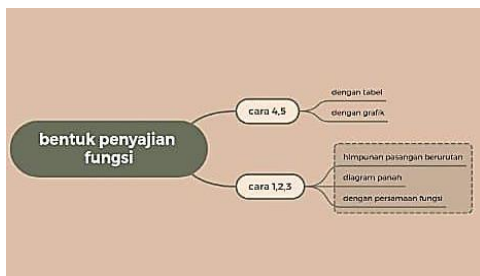 bentuk penyajian
fungsi
cara 4,5
dengan tabel
dengan grafik
cara 1,2,3
himpunan pasangan berurutan
diagram panah
dengan persamaan fungsi